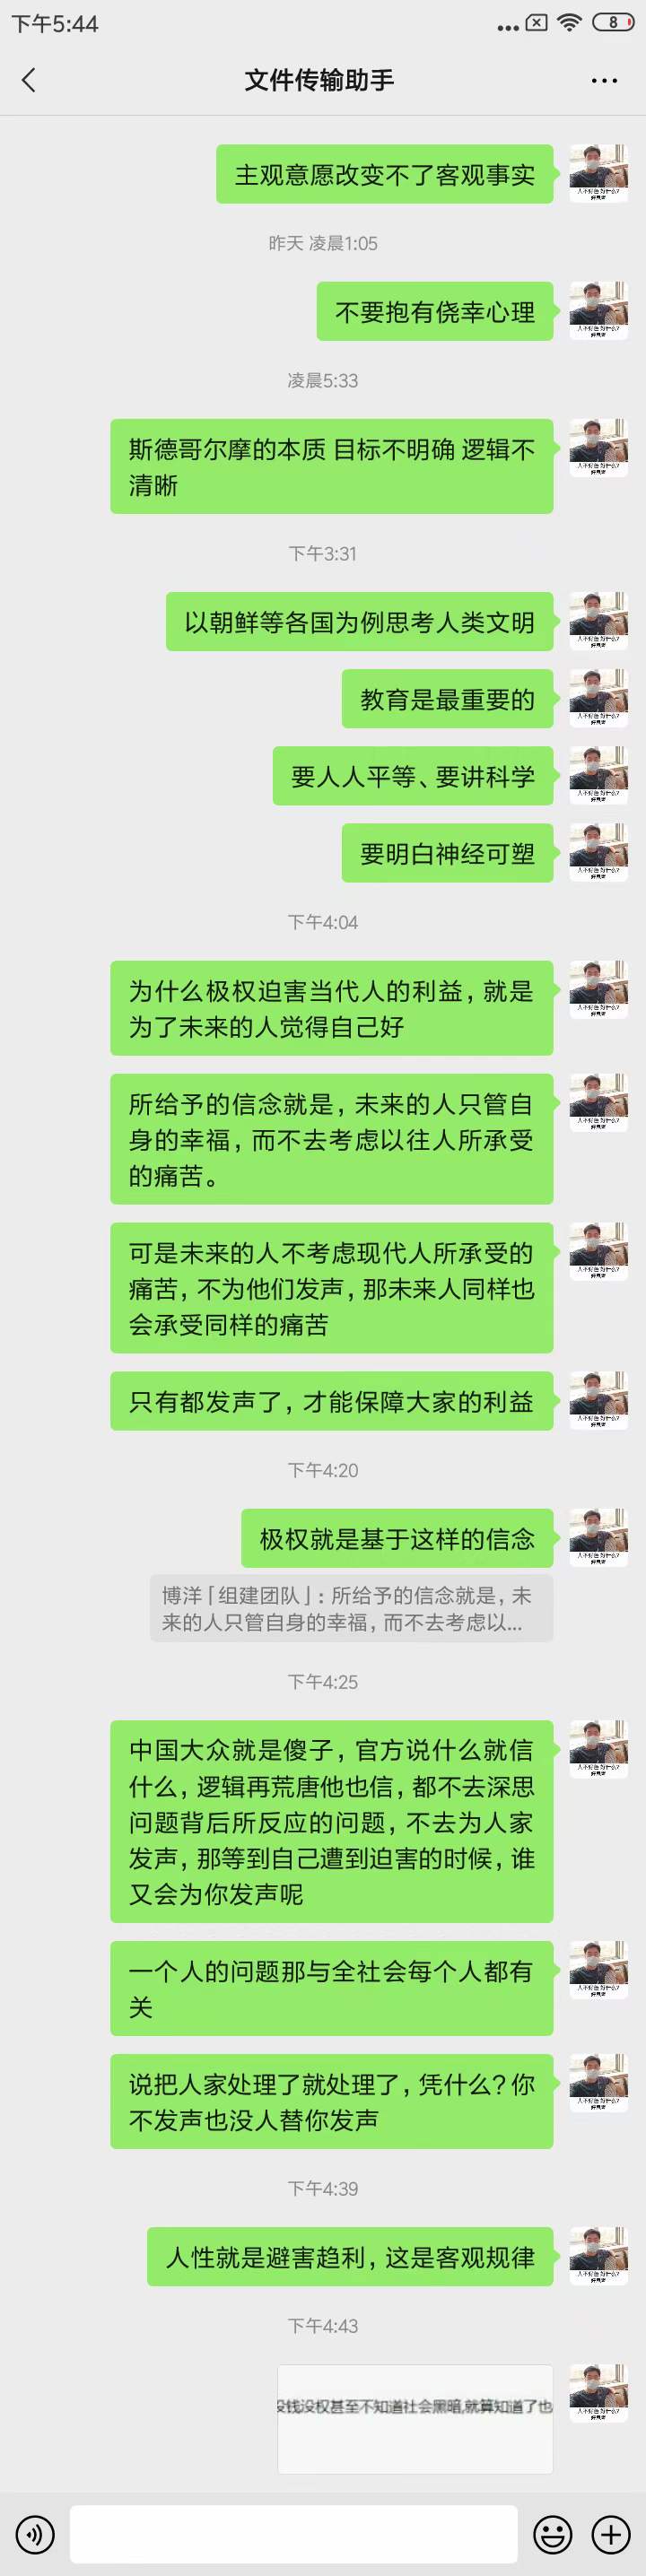 下午5:44
8
文件传输助手
主观意愿改变不了客观事实
昨天 凌晨1:05
不要抱有侥幸心理
凌晨5:33
斯德哥尔摩的本质 目标不明确 逻辑不
清晰
下午3:31
以朝鲜等各国为例思考人类文明
教育是最重要的
要人人平等、要讲科学
要明白神经可塑
下午4:04
为什么极权迫害当代人的利益，就是
为了未来的人觉得自己好
所给予的信念就是，未来的人只管自
身的幸福，而不去考虑以往人所承受
的痛苦。
可是未来的人不考虑现代人所承受的
痛苦，不为他们发声，那未来人同样也
会承受同样的痛苦
只有都发声了，才能保障大家的利益
下午4:20
极权就是基于这样的信念
博洋「组建团队」：所给予的信念就是，未
来的人只管自身的幸福，而不去考虑以...
下午4:25
中国大众就是傻子，官方说什么就信
什么，逻辑再荒唐他也信，都不去深思
问题背后所反应的问题，不去为人家
发声，那等到自己遭到迫害的时候，谁
又会为你发声呢
一个人的问题那与全社会每个人都有
关
说把人家处理了就处理了，凭什么？你
不发声也没人替你发声
下午4:39
人性就是避害趋利，这是客观规律
下午4:43
没钱没权甚至不知道社会黑暗,就算知道了也